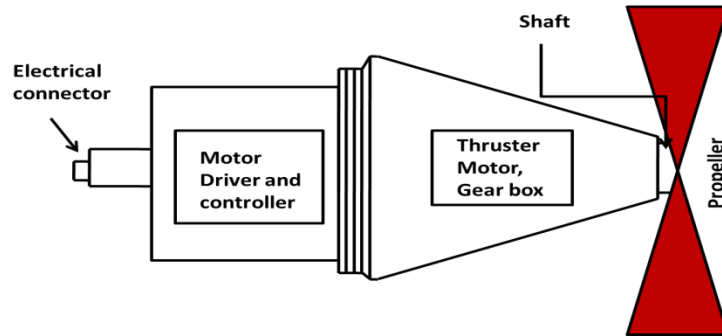 Shaft
Electrical
connector
Motor
Driver and
controller
Thruster
Motor,
Gear box
Propeller